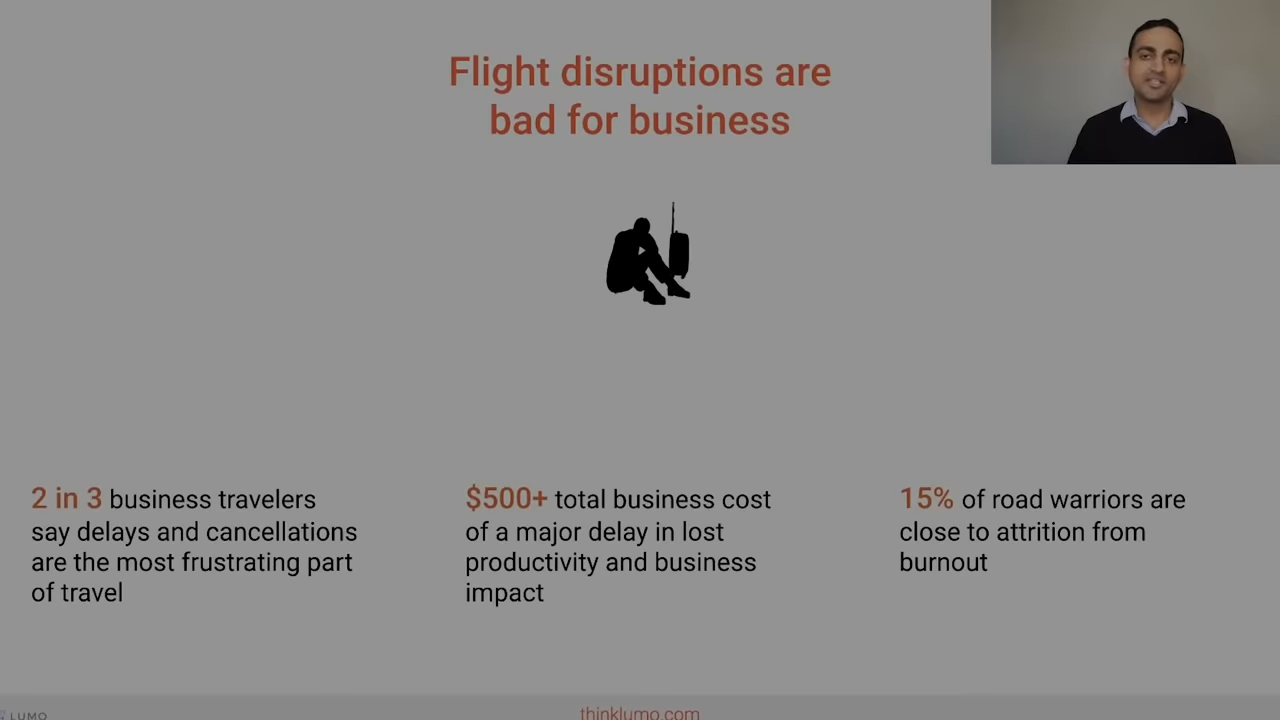 Flight disruptions are
bad for business
2 in 3 business travelers
say delays and cancellations
are the most frustrating part
of travel
$500+ total business cost
of a major delay in lost
productivity and business
impact
15% of road warriors are
close to attrition from
burnout
LUMO
thinklumo.com